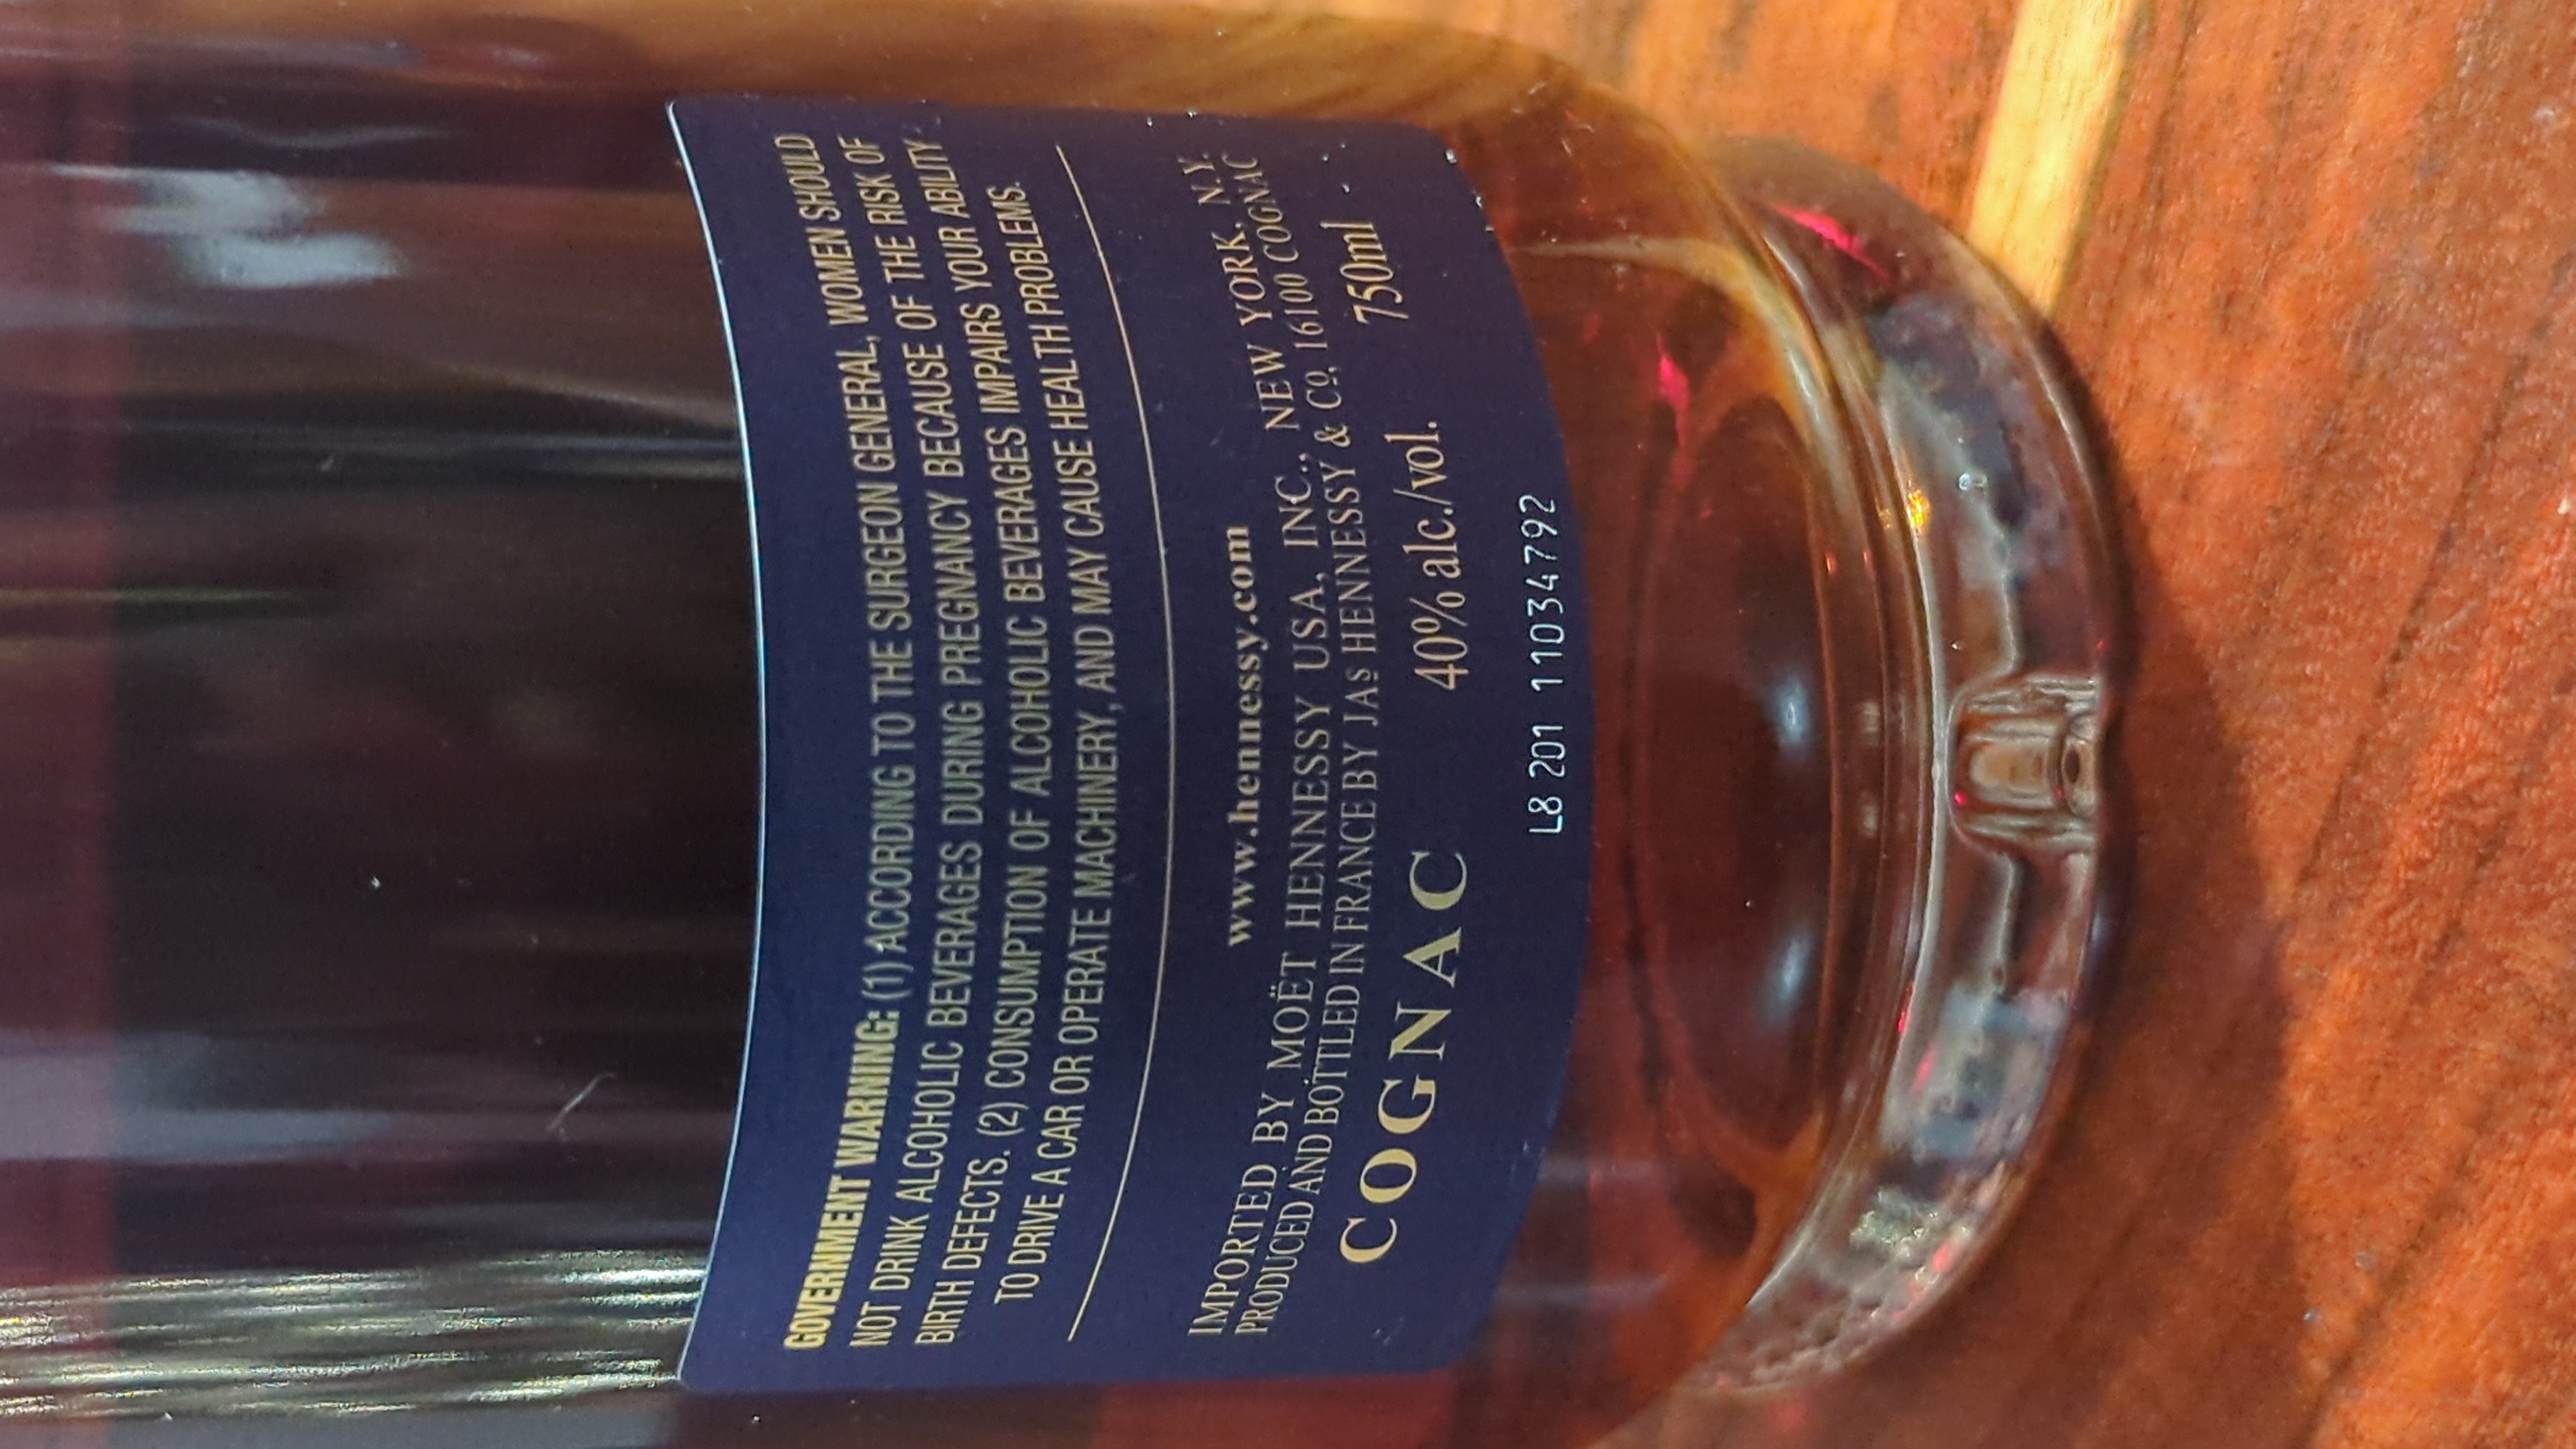 GOVERNMENT WARNING: (1) ACCORDING TO THE SURGEON GENERAL, WOMEN SHOULD
NOT DRINK ALCOHOLIC BEVERAGES DURING PREGNANCY BECAUSE OF THE RISK OF
BIRTH DEFECTS. (2) CONSUMPTION OF ALCOHOLIC BEVERAGES IMPAIRS YOUR ABILITY
TO DRIVE A CAR OR OPERATE MACHINERY, AND MAY CAUSE HEALTH PROBLEMS.
www.hennessy.com
IMPORTED BY MOËT HENNESSY USA, INC., NEW YORK, N.Y.
PRODUCED AND BOTTLED IN FRANCE BY JAS HENNESSY & Co, 16100 COGNAC
COGNAC 40% alc./vol. 750ml
L8 201 11034792